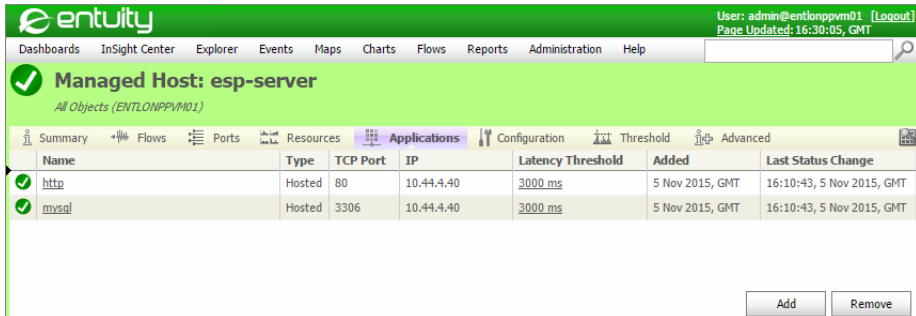 entuity
User: admin@entlonppvm01 [Logout]
Page Updated: 16:30:05, GMT
Dashboards InSight Center Explorer Events Maps Charts Flows Reports Administration Help
Managed Host: esp-server
All Objects (ENTLONPPVM01)
Summary Flows Ports Resources Applications Configuration Threshold Advanced
Name Type TCP Port IP Latency Threshold Added Last Status Change
http Hosted 80 10.44.4.40 3000 ms 5 Nov 2015, GMT 16:10:43, 5 Nov 2015, GMT
mysql Hosted 3306 10.44.4.40 3000 ms 5 Nov 2015, GMT 16:10:43, 5 Nov 2015, GMT
Add Remove